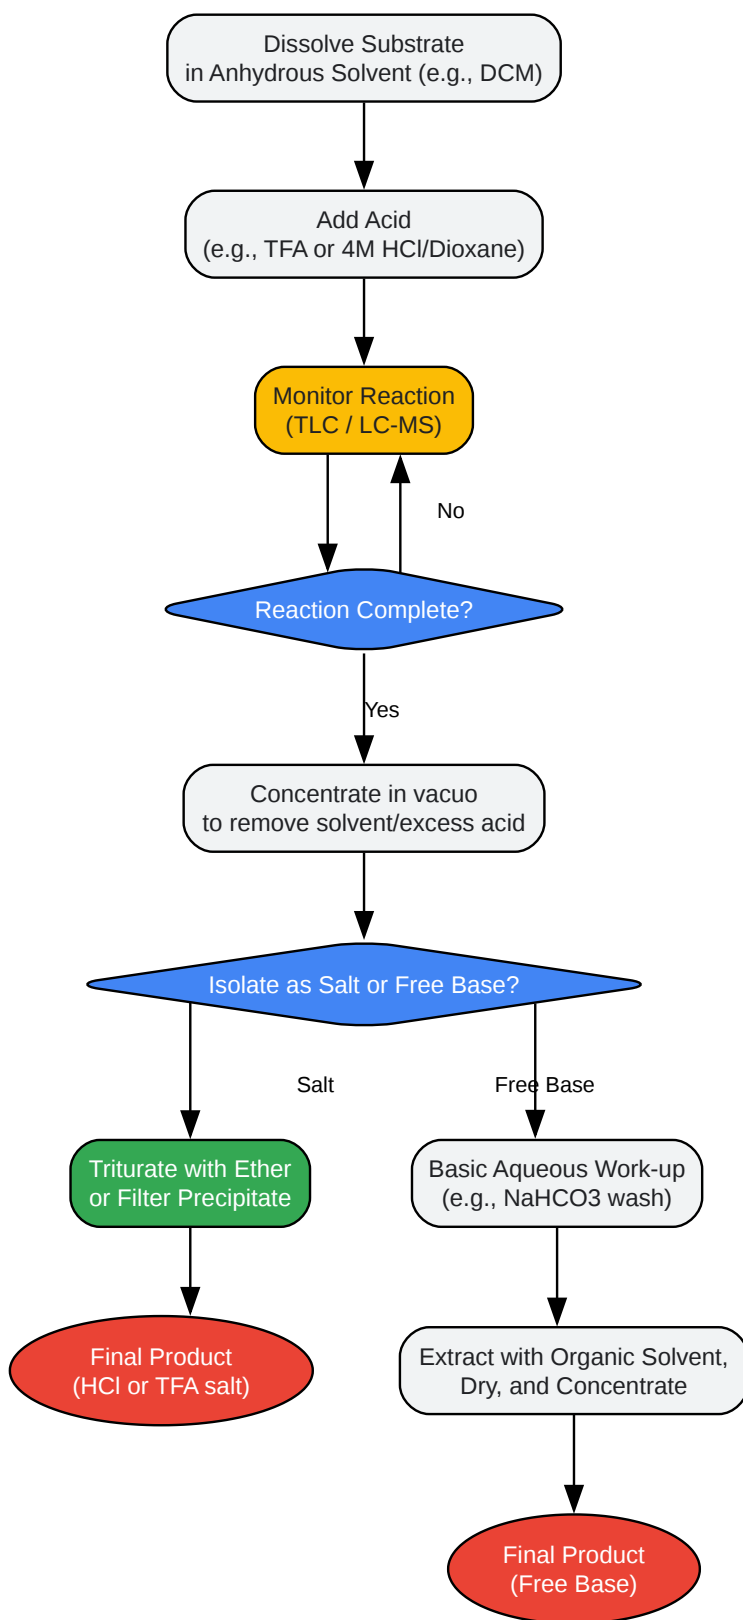 Dissolve Substrate
in Anhydrous Solvent (e.g., DCM)
Add Acid
(e.g., TFA or 4M HCl/Dioxane)
Monitor Reaction
(TLC / LC-MS)
No
Reaction Complete?
Yes
Concentrate in vacuo
to remove solvent/excess acid
Isolate as Salt or Free Base?
Salt
Free Base
Triturate with Ether
or Filter Precipitate
Basic Aqueous Work-up
(e.g., NaHCO3 wash)
Final Product
(HCl or TFA salt)
Extract with Organic Solvent,
Dry, and Concentrate
Final Product
(Free Base)